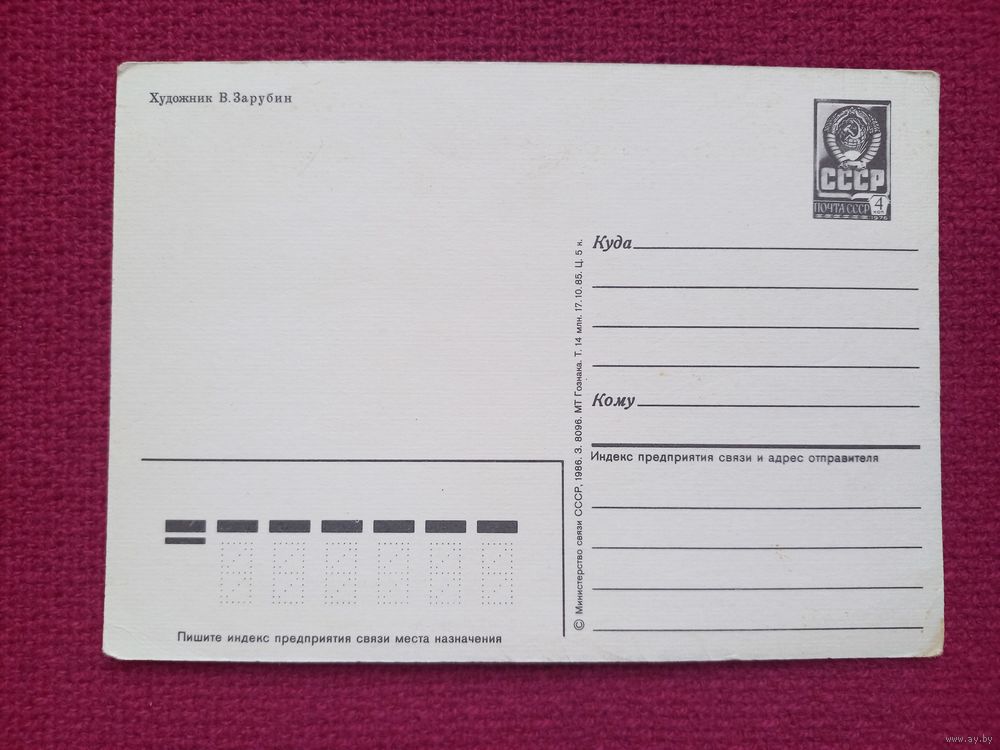 Художник В. Зарубин
СССР
ПОЧТА СССР
4
коп
1976
Куда
Кому
Индекс предприятия связи и адрес отправителя
© Министерство связи СССР, 1986. З. 8096. МТ Гознака. Т. 14 млн. 17.10.85. Ц. 5 к.
Пишите индекс предприятия связи места назначения
www.ay.by